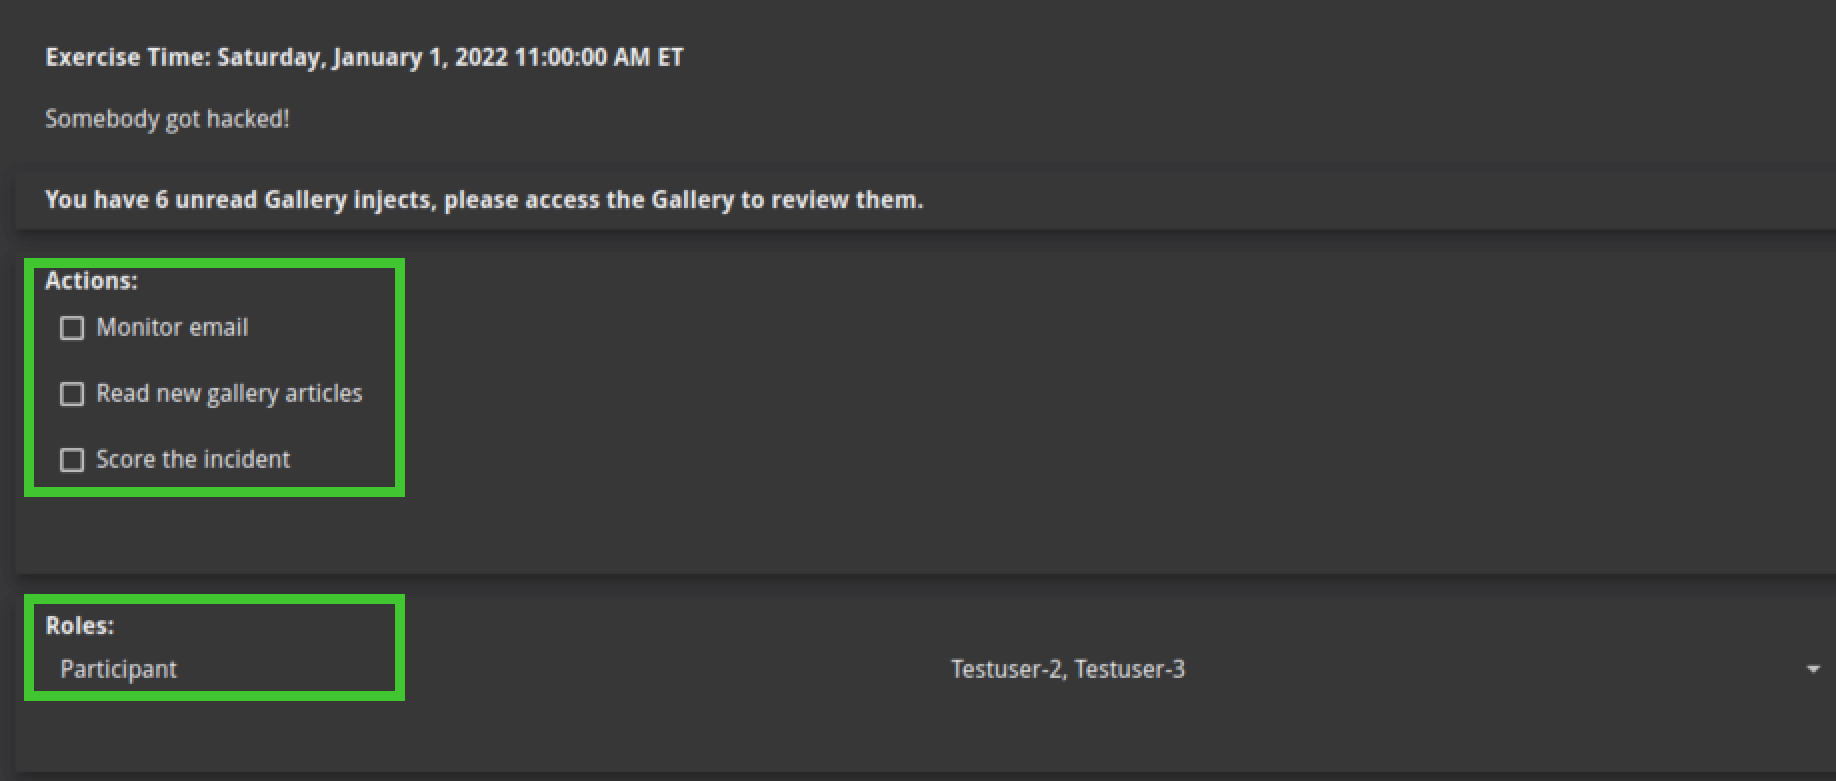 Exercise Time: Saturday, January 1, 2022 11:00:00 AM ET
Somebody got hacked!
You have 6 unread Gallery injects, please access the Gallery to review them.
Actions:
Monitor email
Read new gallery articles
Score the incident
Roles:
Participant
Testuser-2, Testuser-3